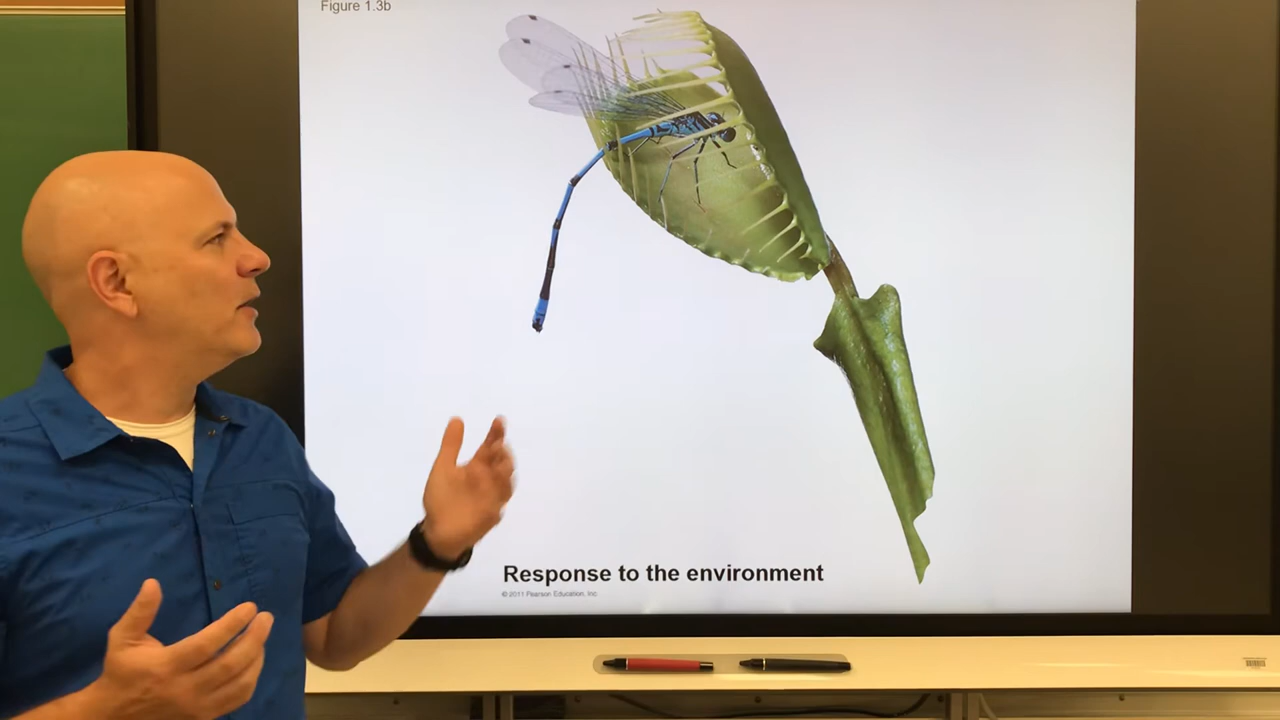 Figure 1.3b
Response to the environment
© 2011 Pearson Education, Inc.